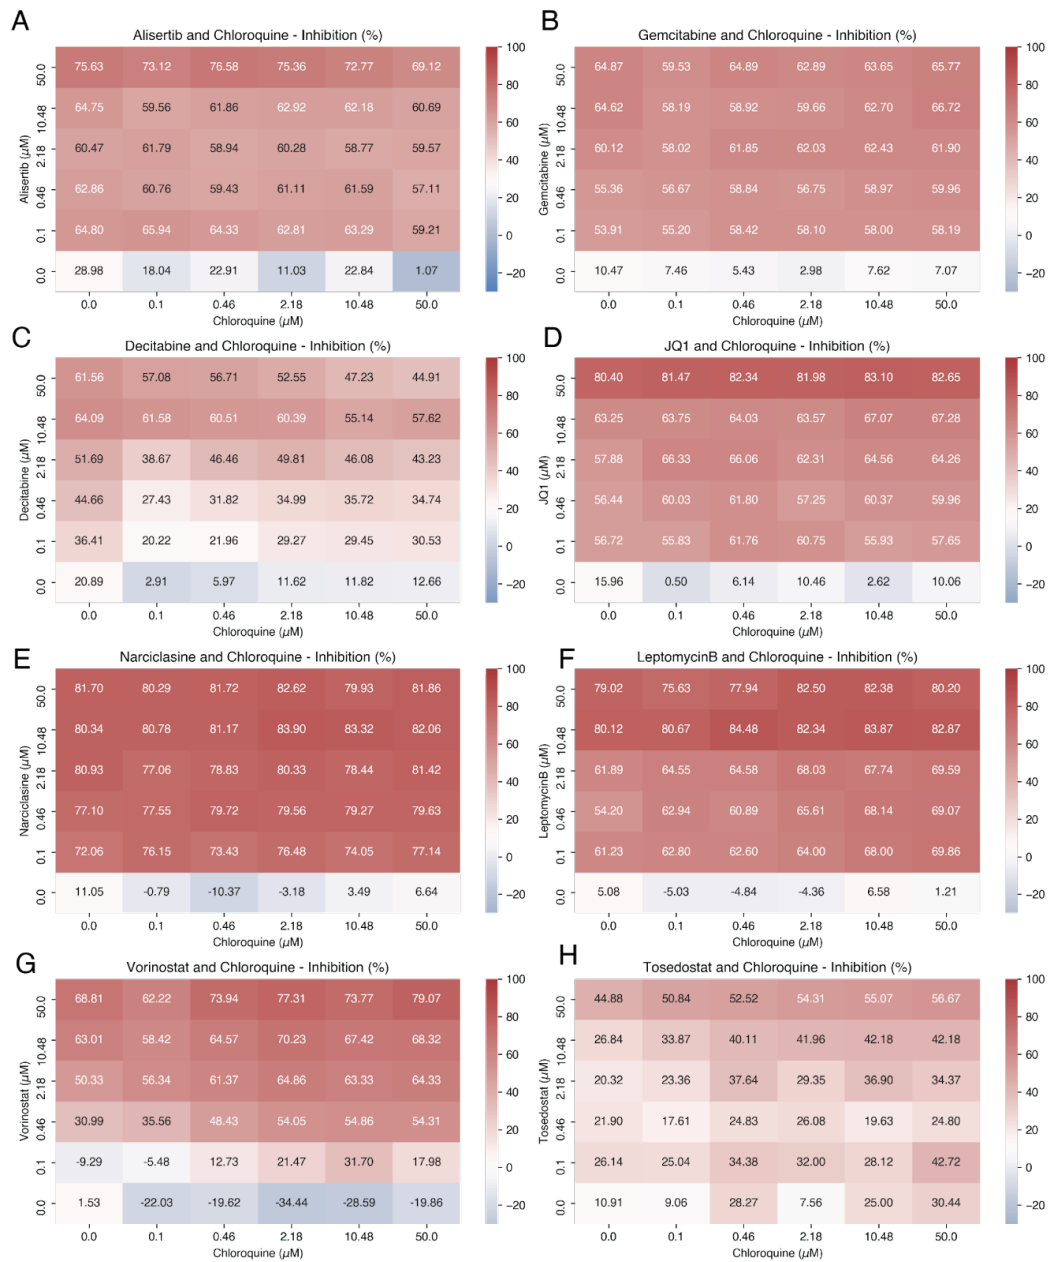 A
Alisertib and Chloroquine - Inhibition (%)
50.0 75.63 73.12 76.58 75.36 72.77 69.12
10.48 64.75 59.56 61.86 62.92 62.18 60.69
2.18 60.47 61.79 58.94 60.28 58.77 59.57
0.46 62.86 60.76 59.43 61.11 61.59 57.11
0.1 64.80 65.94 64.33 62.81 63.29 59.21
0.0 28.98 18.04 22.91 11.03 22.84 1.07
0.0 0.1 0.46 2.18 10.48 50.0
Alisertib (µM)
Chloroquine (µM)
100
80
60
40
20
0
−20
B
Gemcitabine and Chloroquine - Inhibition (%)
50.0 64.87 59.53 64.89 62.89 63.65 65.77
10.48 64.62 58.19 58.92 59.66 62.70 66.72
2.18 60.12 58.02 61.85 62.03 62.43 61.90
0.46 55.36 56.67 58.84 56.75 58.97 59.96
0.1 53.91 55.20 58.42 58.10 58.00 58.19
0.0 10.47 7.46 5.43 2.98 7.62 7.07
0.0 0.1 0.46 2.18 10.48 50.0
Gemcitabine (µM)
Chloroquine (µM)
100
80
60
40
20
0
−20
C
Decitabine and Chloroquine - Inhibition (%)
50.0 61.56 57.08 56.71 52.55 47.23 44.91
10.48 64.09 61.58 60.51 60.39 55.14 57.62
2.18 51.69 38.67 46.46 49.81 46.08 43.23
0.46 44.66 27.43 31.82 34.99 35.72 34.74
0.1 36.41 20.22 21.96 29.27 29.45 30.53
0.0 20.89 2.91 5.97 11.62 11.82 12.66
0.0 0.1 0.46 2.18 10.48 50.0
Decitabine (µM)
Chloroquine (µM)
100
80
60
40
20
0
−20
D
JQ1 and Chloroquine - Inhibition (%)
50.0 80.40 81.47 82.34 81.98 83.10 82.65
10.48 63.25 63.75 64.03 63.57 67.07 67.28
2.18 57.88 66.33 66.06 62.31 64.56 64.26
0.46 56.44 60.03 61.80 57.25 60.37 59.96
0.1 56.72 55.83 61.76 60.75 55.93 57.65
0.0 15.96 0.50 6.14 10.46 2.62 10.06
0.0 0.1 0.46 2.18 10.48 50.0
JQ1 (µM)
Chloroquine (µM)
100
80
60
40
20
0
−20
E
Narciclasine and Chloroquine - Inhibition (%)
50.0 81.70 80.29 81.72 82.62 79.93 81.86
10.48 80.34 80.78 81.17 83.90 83.32 82.06
2.18 80.93 77.06 78.83 80.33 78.44 81.42
0.46 77.10 77.55 79.72 79.56 79.27 79.63
0.1 72.06 76.15 73.43 76.48 74.05 77.14
0.0 11.05 -0.79 -10.37 -3.18 3.49 6.64
0.0 0.1 0.46 2.18 10.48 50.0
Narciclasine (µM)
Chloroquine (µM)
100
80
60
40
20
0
−20
F
LeptomycinB and Chloroquine - Inhibition (%)
50.0 79.02 75.63 77.94 82.50 82.38 80.20
10.48 80.12 80.67 84.48 82.34 83.87 82.87
2.18 61.89 64.55 64.58 68.03 67.74 69.59
0.46 54.20 62.94 60.89 65.61 68.14 69.07
0.1 61.23 62.80 62.60 64.00 68.00 69.86
0.0 5.08 -5.03 -4.84 -4.36 6.58 1.21
0.0 0.1 0.46 2.18 10.48 50.0
LeptomycinB (µM)
Chloroquine (µM)
100
80
60
40
20
0
−20
G
Vorinostat and Chloroquine - Inhibition (%)
50.0 68.81 62.22 73.94 77.31 73.77 79.07
10.48 63.01 58.42 64.57 70.23 67.42 68.32
2.18 50.33 56.34 61.37 64.86 63.33 64.33
0.46 30.99 35.56 48.43 54.05 54.86 54.31
0.1 -9.29 -5.48 12.73 21.47 31.70 17.98
0.0 1.53 -22.03 -19.62 -34.44 -28.59 -19.86
0.0 0.1 0.46 2.18 10.48 50.0
Vorinostat (µM)
Chloroquine (µM)
100
80
60
40
20
0
−20
H
Tosedostat and Chloroquine - Inhibition (%)
50.0 44.88 50.84 52.52 54.31 55.07 56.67
10.48 26.84 33.87 40.11 41.96 42.18 42.18
2.18 20.32 23.36 37.64 29.35 36.90 34.37
0.46 21.90 17.61 24.83 26.08 19.63 24.80
0.1 26.14 25.04 34.38 32.00 28.12 42.72
0.0 10.91 9.06 28.27 7.56 25.00 30.44
0.0 0.1 0.46 2.18 10.48 50.0
Tosedostat (µM)
Chloroquine (µM)
100
80
60
40
20
0
−20